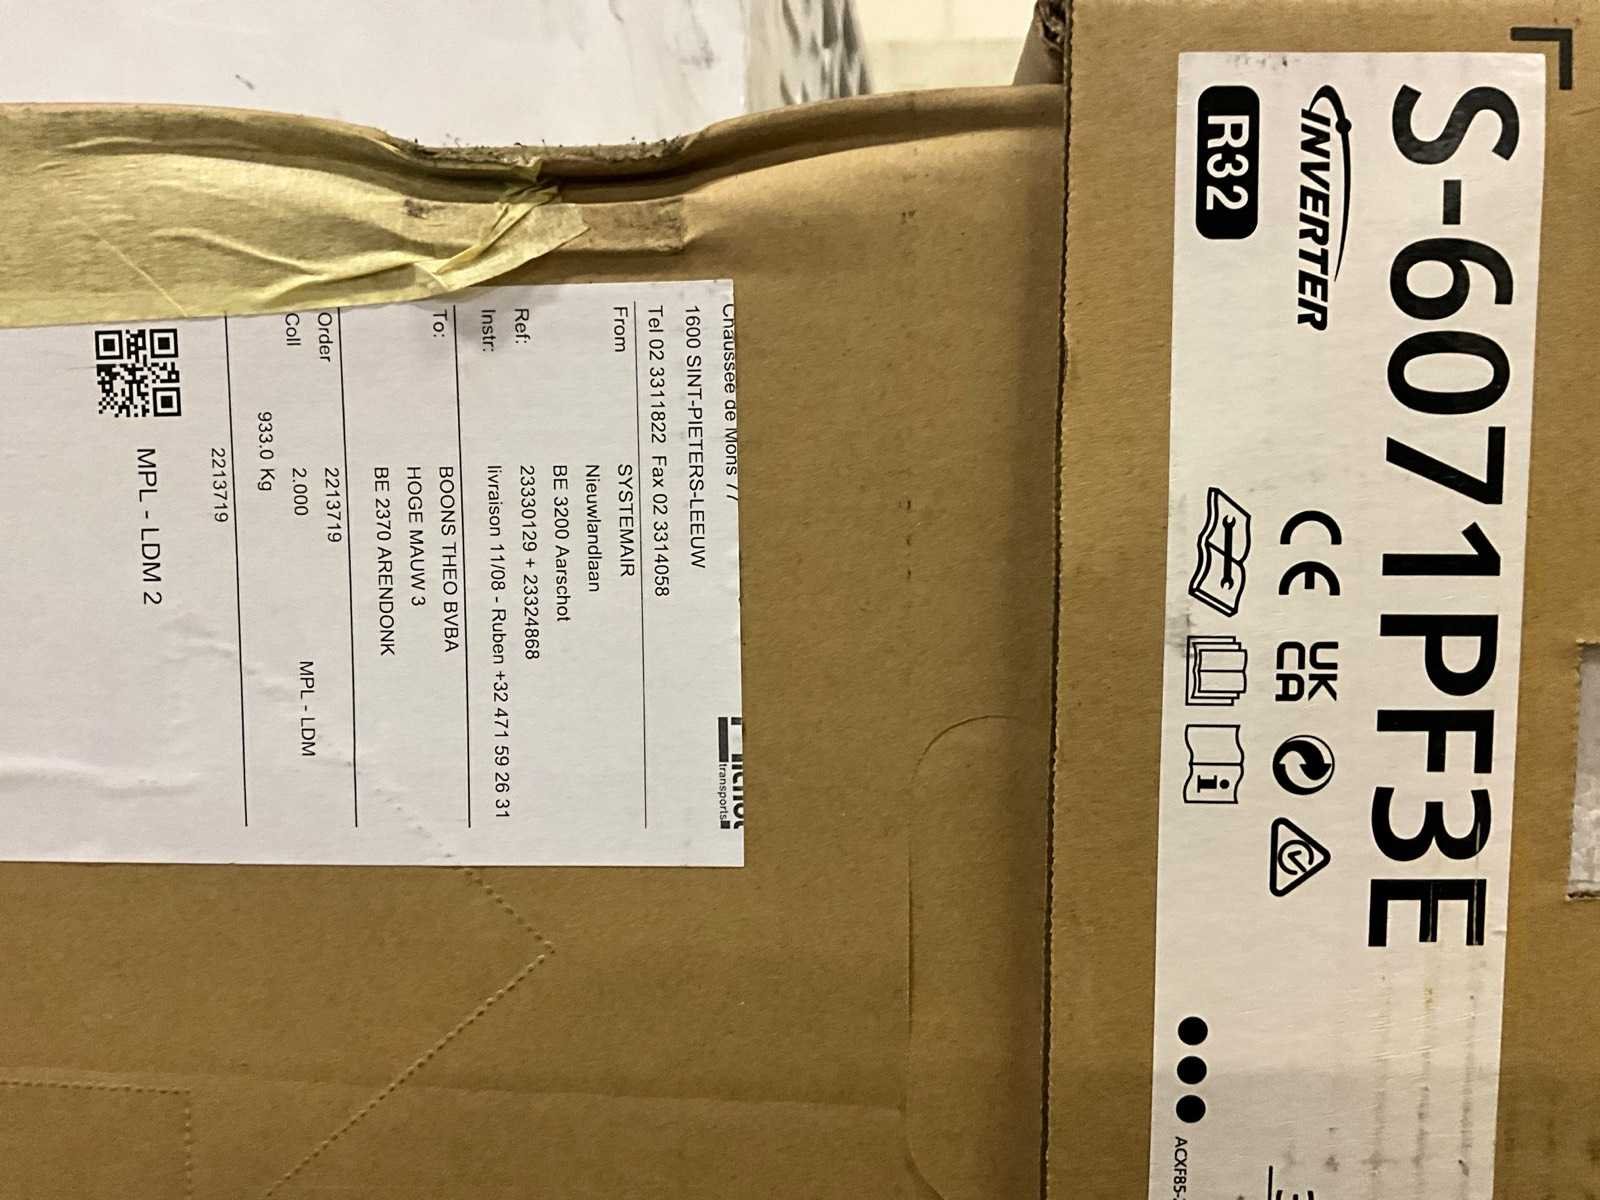 S-6071PF3E
INVERTER
CE UK CA
R32
i
ACXF85-
Chaussée de Mons 77
1600 SINT-PIETERS-LEEUW
Tel 02 3311822 Fax 02 3314058
transports
From SYSTEMAIR
Nieuwlandlaan
BE 3200 Aarschot
Ref: 23330129 + 23324868
Instr: livraison 11/08 - Ruben +32 471 59 26 31
To: BOONS THEO BVBA
HOGE MAUW 3
BE 2370 ARENDONK
Order 2213719
Coll 2.000 MPL - LDM
933.0 Kg
2213719
MPL - LDM 2